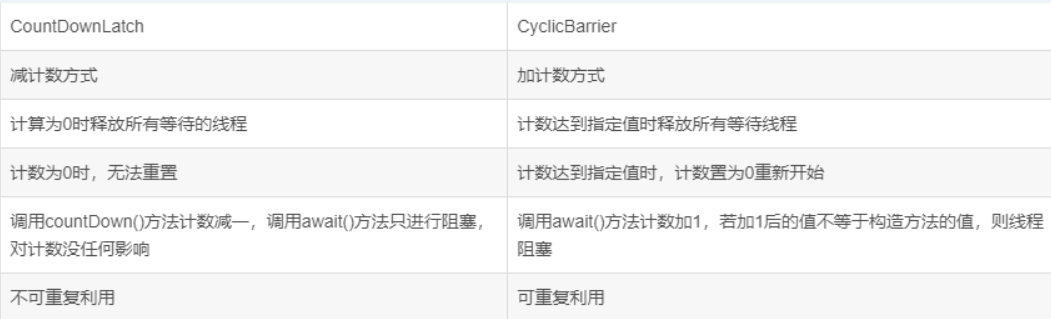 CountDownLatch
CyclicBarrier
减计数方式
加计数方式
计算为0时释放所有等待的线程
计数达到指定值时释放所有等待线程
计数为0时，无法重置
计数达到指定值时，计数置为0重新开始
调用countDown()方法计数减一，调用await()方法只进行阻塞，
对计数没任何影响
调用await()方法计数加1，若加1后的值不等于构造方法的值，则线程
阻塞
不可重复利用
可重复利用